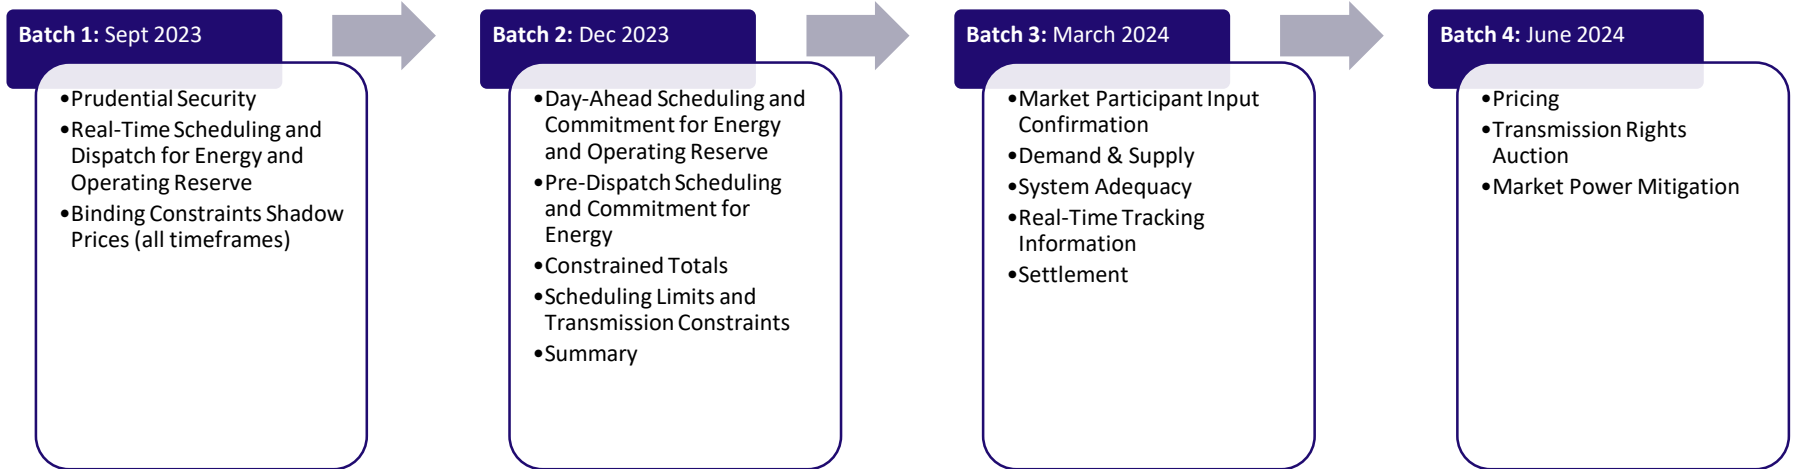 Batch 1: Sept 2023
•Prudential Security
•Real-Time Scheduling and
Dispatch for Energy and
Operating Reserve
•Binding Constraints Shadow
Prices (all timeframes)
Batch 2: Dec 2023
•Day-Ahead Scheduling and
Commitment for Energy
and Operating Reserve
•Pre-Dispatch Scheduling
and Commitment for
Energy
•Constrained Totals
•Scheduling Limits and
Transmission Constraints
•Summary
Batch 3: March 2024
•Market Participant Input
Confirmation
•Demand & Supply
•System Adequacy
•Real-Time Tracking
Information
•Settlement
Batch 4: June 2024
•Pricing
•Transmission Rights
Auction
•Market Power Mitigation